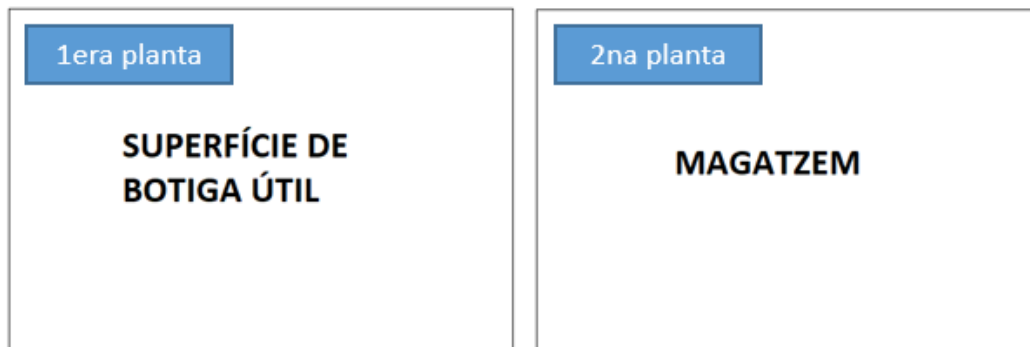 1era planta
SUPERFÍCIE DE
BOTIGA ÚTIL
2na planta
MAGATZEM